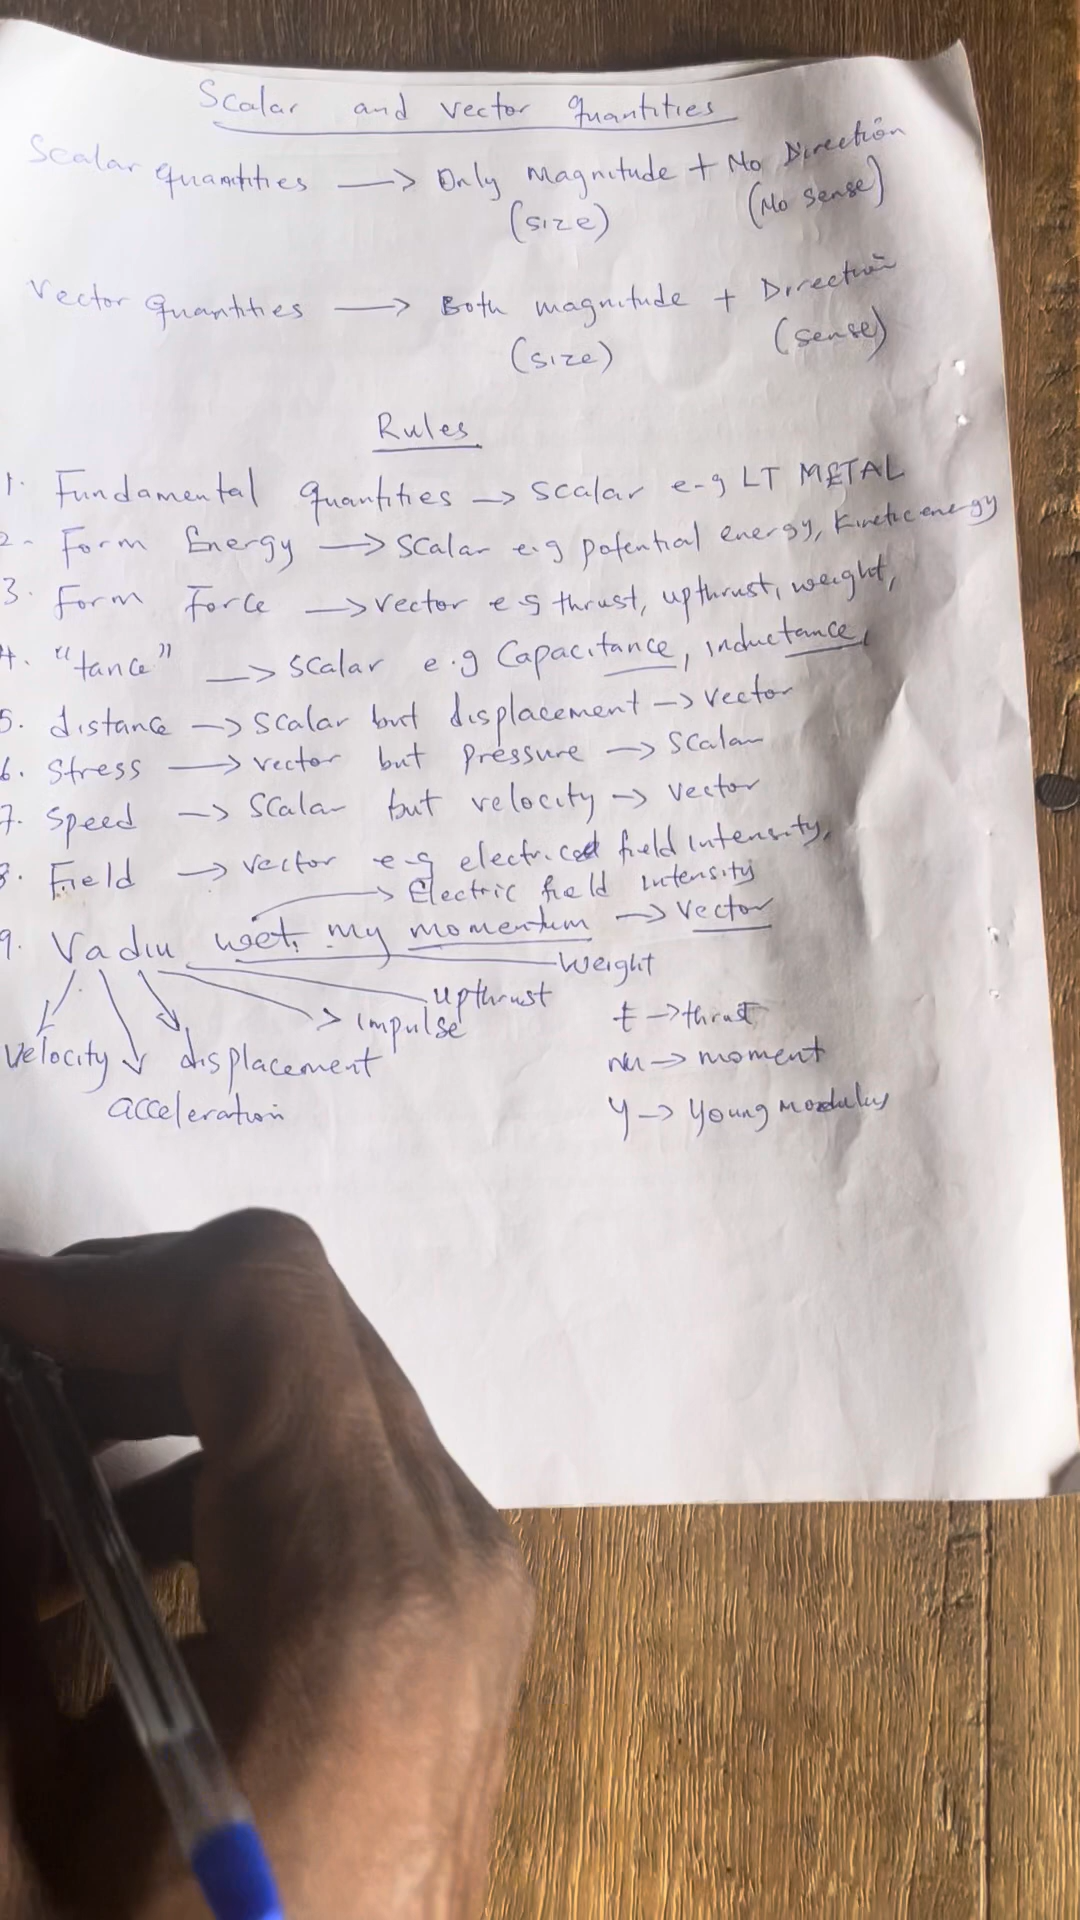 Scalar and vector quantities
Scalar quantities → Only magnitude + No Direction
(size) (No sense)
Vector quantities → Both magnitude + Direction
(size) (sense)
Rules
1. Fundamental quantities → scalar e-g LT METAL
2- Form Energy → scalar e.g potential energy, kinetic energy
3. Form Force → vector e g thrust, upthrust, weight,
4. "tance" → scalar e.g Capacitance, inductance,
5. distance → scalar but displacement → vector
6. Stress → vector but pressure → scalar
7. Speed → scalar but velocity → vector
8. Field → vector e g electrical field intensity,
→ Electric field intensity
9. Vadiu wet, my momentum → vector
Weight
upthrust
t → thrust
impulse
velocity displacement
m → moment
acceleration
y → young modulus